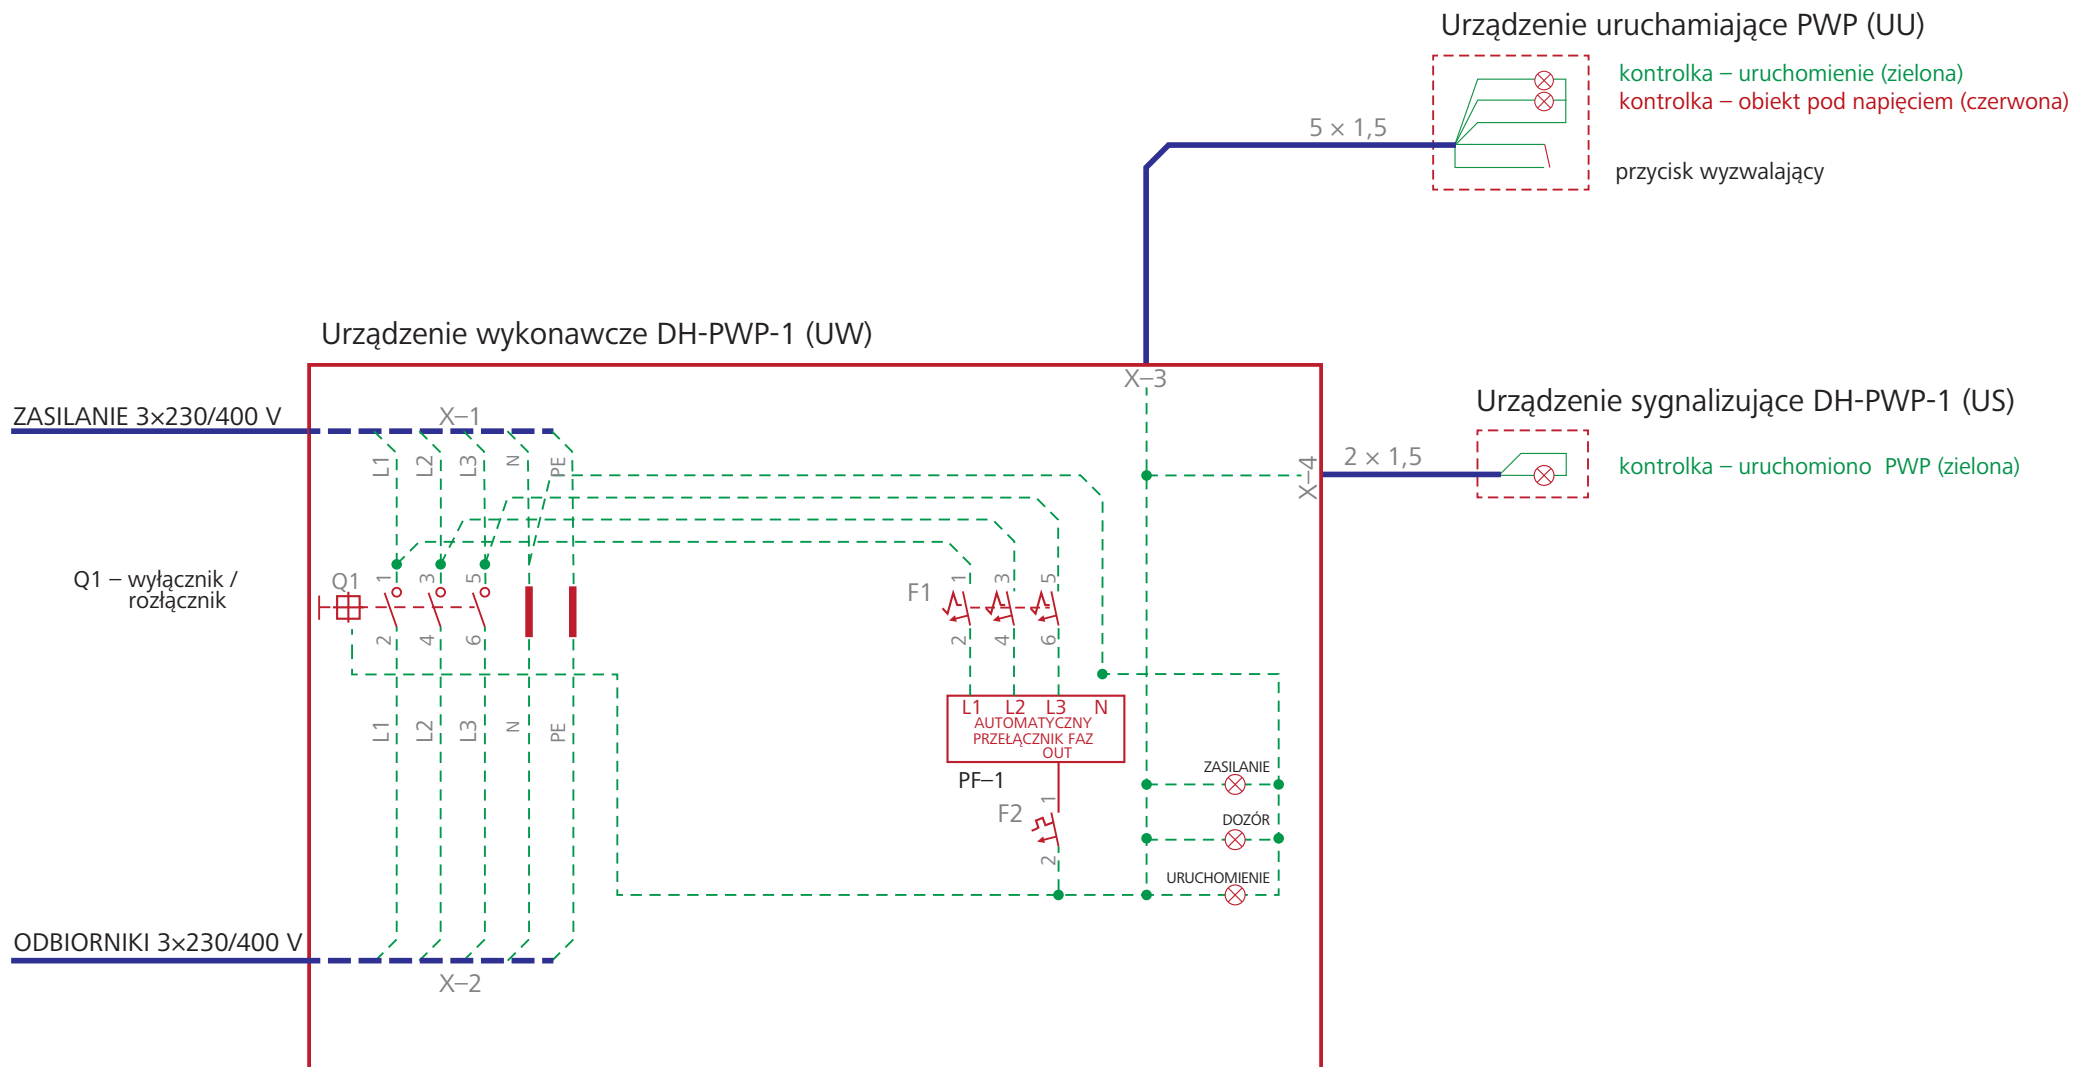 Urządzenie uruchamiające PWP (UU)
kontrolka – uruchomienie (zielona)
kontrolka – obiekt pod napięciem (czerwona)
5 × 1,5
przycisk wyzwalający
Urządzenie wykonawcze DH-PWP-1 (UW)
X–3
Urządzenie sygnalizujące DH-PWP-1 (US)
ZASILANIE 3×230/400 V
X–1
L1
L2
L3
N
PE
X–4
2 × 1,5
kontrolka – uruchomiono PWP (zielona)
Q1 – wyłącznik /
rozłącznik
Q1
1
3
5
2
4
6
F1
1
3
5
2
4
6
L1
L2
L3
N
PE
L1
L2
L3
N
AUTOMATYCZNY
PRZEŁĄCZNIK FAZ
OUT
PF–1
F2
1
2
ZASILANIE
DOZÓR
URUCHOMIENIE
ODBIORNIKI 3×230/400 V
X–2